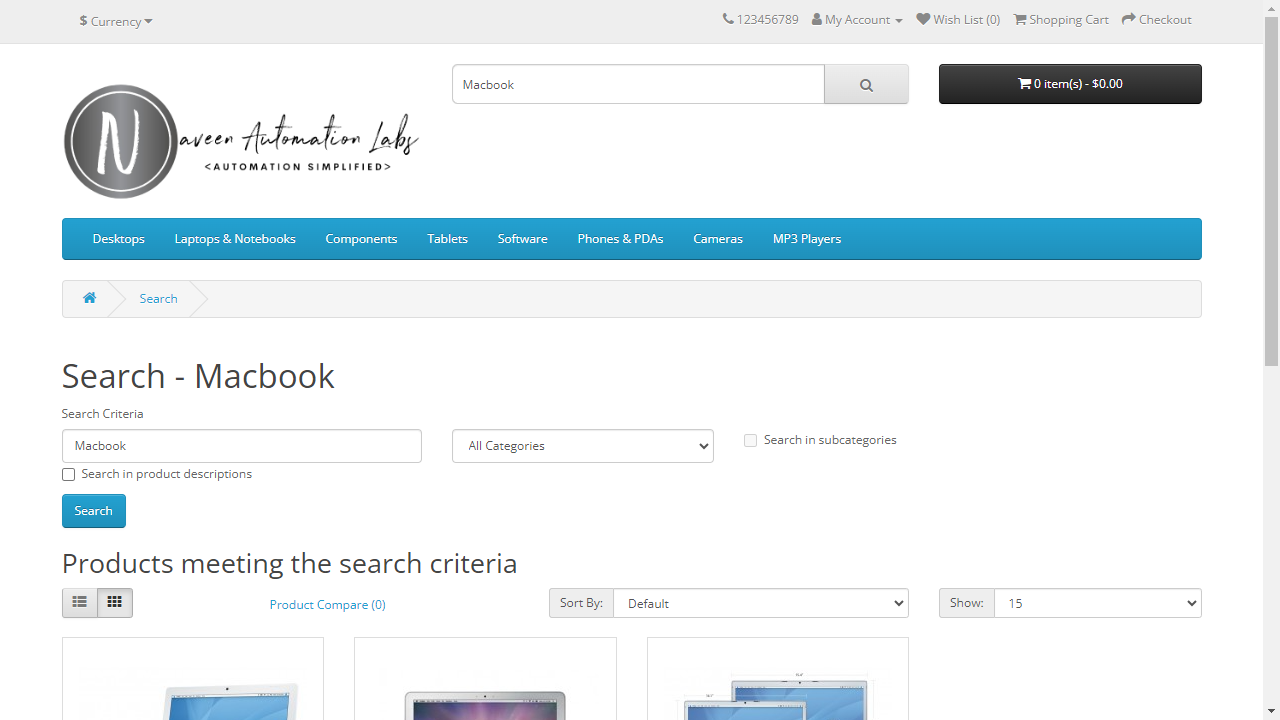 $ Currency
123456789 My Account Wish List (0) Shopping Cart Checkout
Macbook
0 item(s) - $0.00
N
aveen Automation Labs
<AUTOMATION SIMPLIFIED>
Desktops Laptops & Notebooks Components Tablets Software Phones & PDAs Cameras MP3 Players
Search
Search - Macbook
Search Criteria
Macbook All Categories Search in subcategories
Search in product descriptions
Search
Products meeting the search criteria
Product Compare (0) Sort By: Default Show: 15